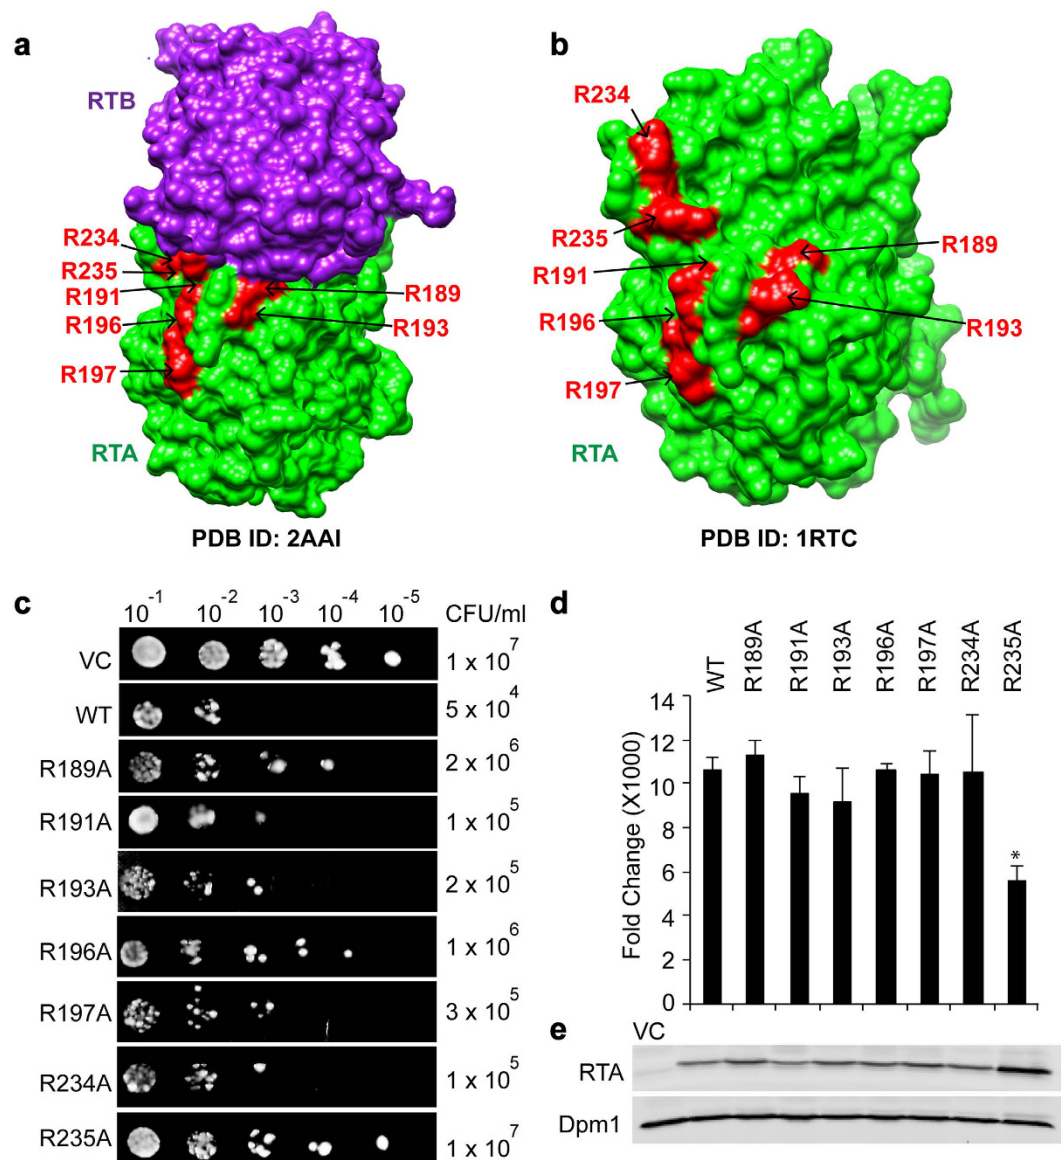 a
RTB
R234
R235
R191
R196
R197
R189
R193
RTA
PDB ID: 2AAI
b
R234
R235
R191
R196
R197
R189
R193
RTA
PDB ID: 1RTC
c
10^-1 10^-2 10^-3 10^-4 10^-5 CFU/ml
VC 1 x 10^7
WT 5 x 10^4
R189A 2 x 10^6
R191A 1 x 10^5
R193A 2 x 10^5
R196A 1 x 10^6
R197A 3 x 10^5
R234A 1 x 10^5
R235A 1 x 10^7
d
WT R189A R191A R193A R196A R197A R234A R235A
Fold Change (X1000)
14
12
10
8
6
4
2
0
*
e
VC
RTA
Dpm1